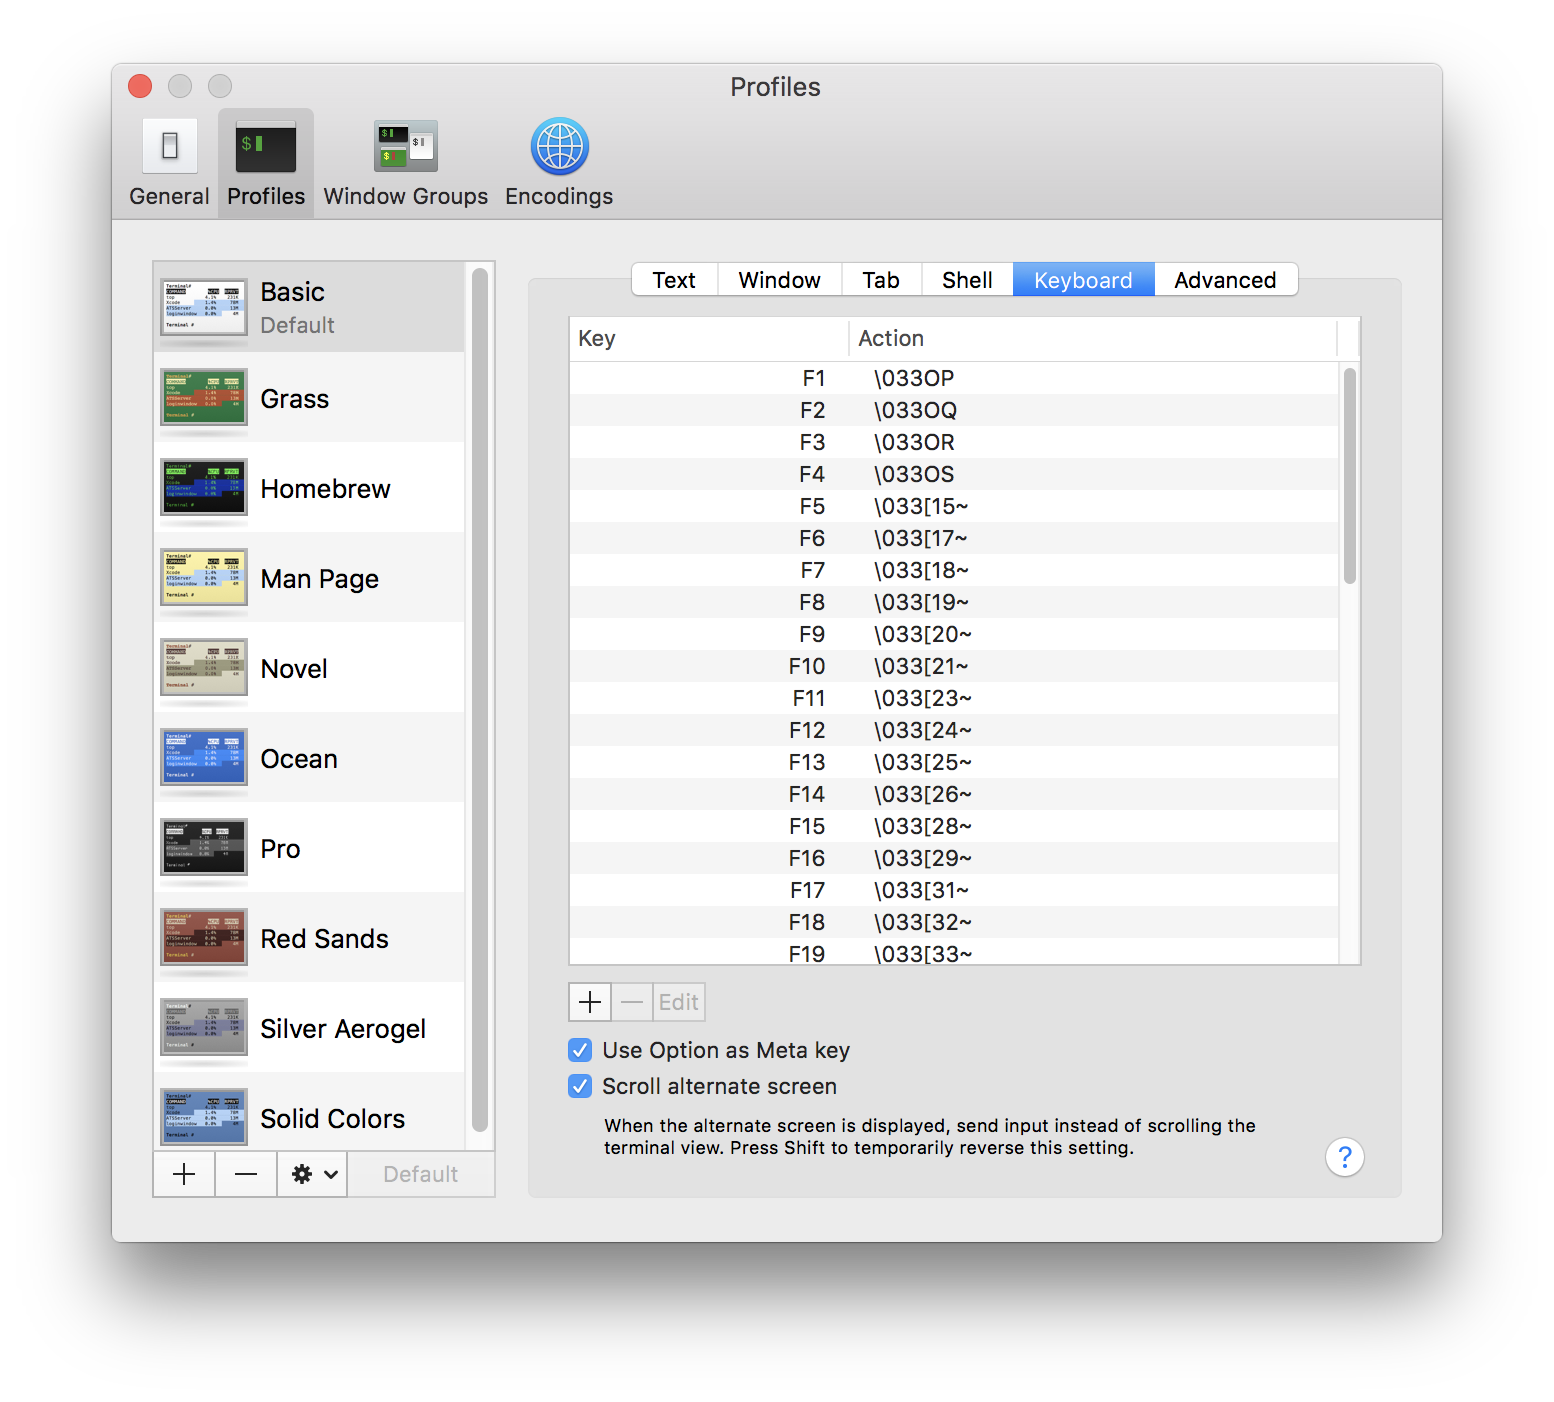 Profiles
General
Profiles
Window Groups
Encodings
Basic
Default
Grass
Homebrew
Man Page
Novel
Ocean
Pro
Red Sands
Silver Aerogel
Solid Colors
Default
Text Window Tab Shell Keyboard Advanced
Key Action
F1 \033OP
F2 \033OQ
F3 \033OR
F4 \033OS
F5 \033[15~
F6 \033[17~
F7 \033[18~
F8 \033[19~
F9 \033[20~
F10 \033[21~
F11 \033[23~
F12 \033[24~
F13 \033[25~
F14 \033[26~
F15 \033[28~
F16 \033[29~
F17 \033[31~
F18 \033[32~
F19 \033[33~
Edit
Use Option as Meta key
Scroll alternate screen
When the alternate screen is displayed, send input instead of scrolling the
terminal view. Press Shift to temporarily reverse this setting.
?